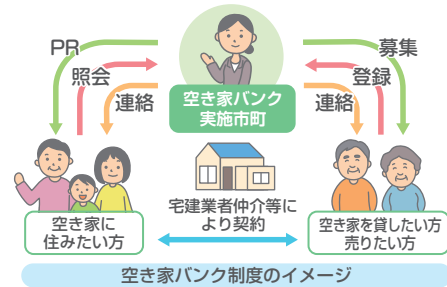 PR
照会
連絡
空き家バンク
実施市町
募集
登録
連絡
空き家に
住みたい方
宅建業者仲介等に
より契約
空き家を貸したい方
売りたい方
空き家バンク制度のイメージ